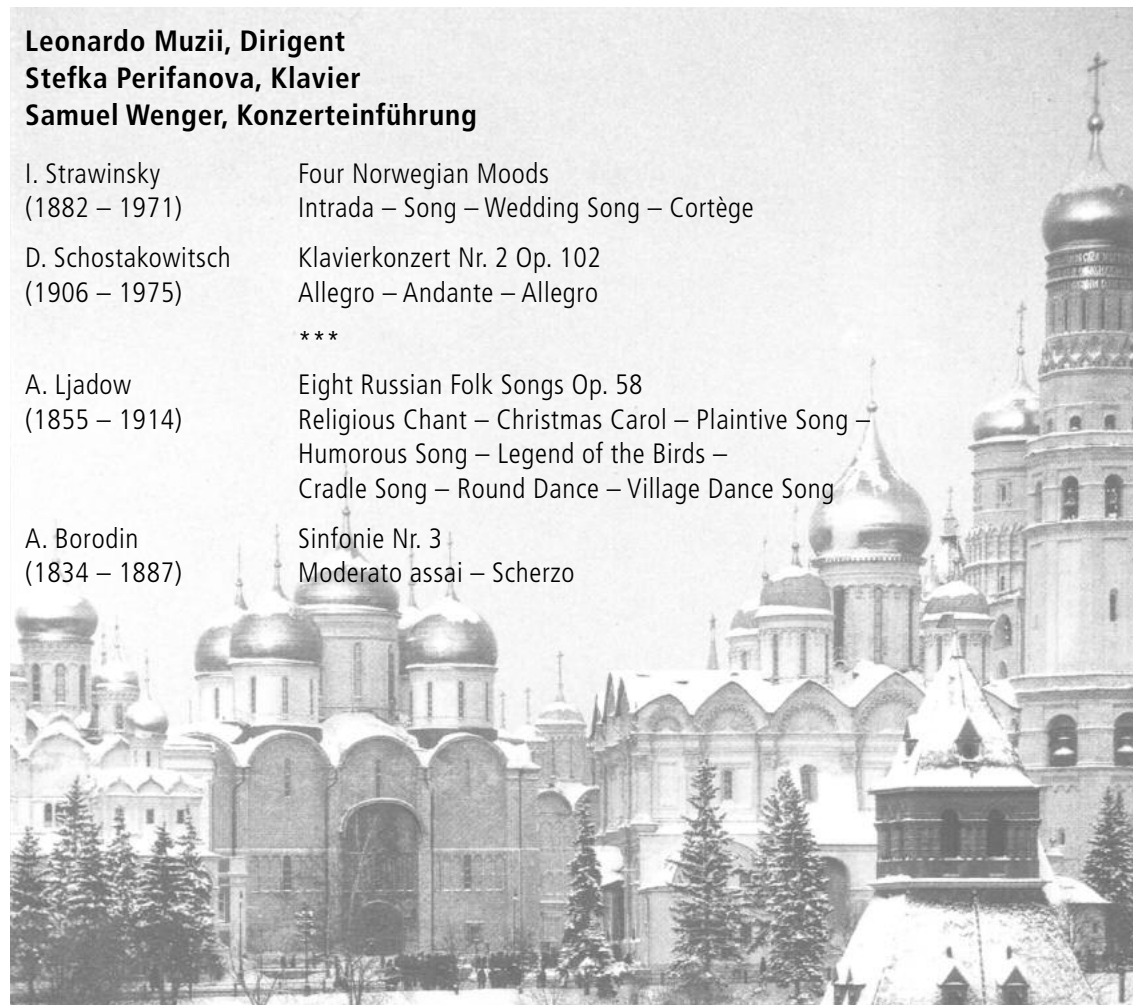 Leonardo Muzii, Dirigent
Stefka Perifanova, Klavier
Samuel Wenger, Konzerteinführung
I. Strawinsky Four Norwegian Moods
(1882 – 1971) Intrada – Song – Wedding Song – Cortège
D. Schostakowitsch Klavierkonzert Nr. 2 Op. 102
(1906 – 1975) Allegro – Andante – Allegro
***
A. Ljadow Eight Russian Folk Songs Op. 58
(1855 – 1914) Religious Chant – Christmas Carol – Plaintive Song –
Humorous Song – Legend of the Birds –
Cradle Song – Round Dance – Village Dance Song
A. Borodin Sinfonie Nr. 3
(1834 – 1887) Moderato assai – Scherzo